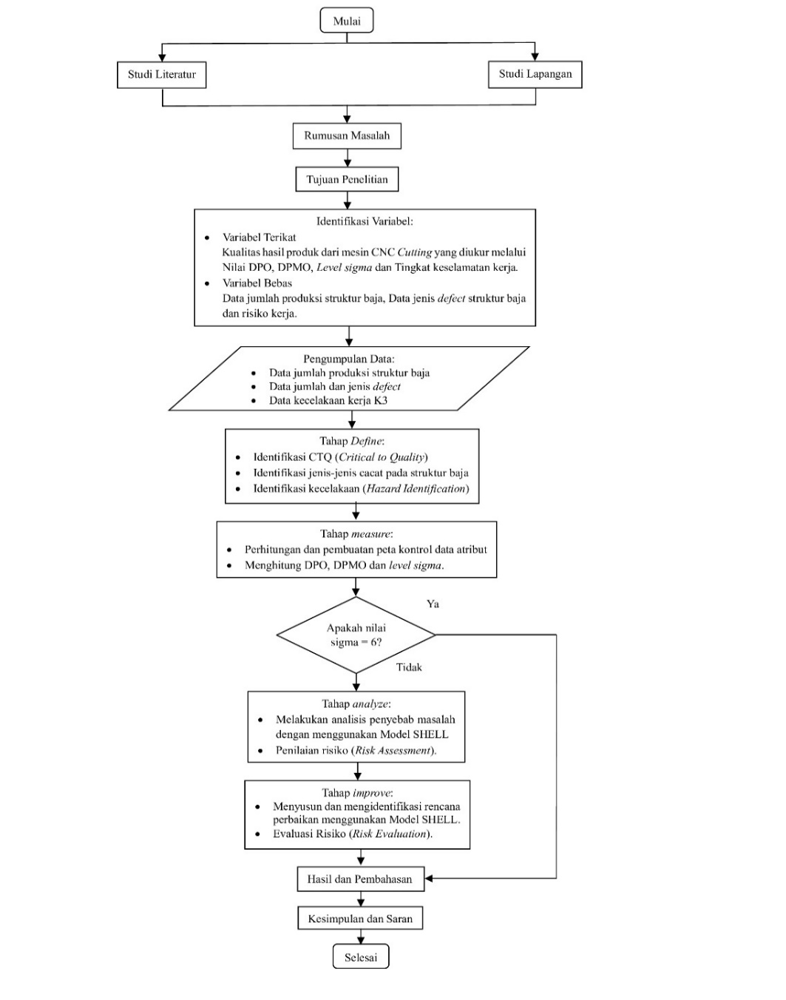 Mulai
Studi Literatur
Studi Lapangan
Rumusan Masalah
Tujuan Penelitian
Identifikasi Variabel:
• Variabel Terikat
Kualitas hasil produk dari mesin CNC Cutting yang diukur melalui
Nilai DPO, DPMO, Level sigma dan Tingkat keselamatan kerja.
• Variabel Bebas
Data jumlah produksi struktur baja, Data jenis defect struktur baja
dan risiko kerja.
Pengumpulan Data:
• Data jumlah produksi struktur baja
• Data jumlah dan jenis defect
• Data kecelakaan kerja K3
Tahap Define:
• Identifikasi CTQ (Critical to Quality)
• Identifikasi jenis-jenis cacat pada struktur baja
• Identifikasi kecelakaan (Hazard Identification)
Tahap measure:
• Perhitungan dan pembuatan peta kontrol data atribut
• Menghitung DPO, DPMO dan level sigma.
Ya
Apakah nilai
sigma = 6?
Tidak
Tahap analyze:
• Melakukan analisis penyebab masalah
dengan menggunakan Model SHELL
• Penilaian risiko (Risk Assessment).
Tahap improve:
• Menyusun dan mengidentifikasi rencana
perbaikan menggunakan Model SHELL.
• Evaluasi Risiko (Risk Evaluation).
Hasil dan Pembahasan
Kesimpulan dan Saran
Selesai